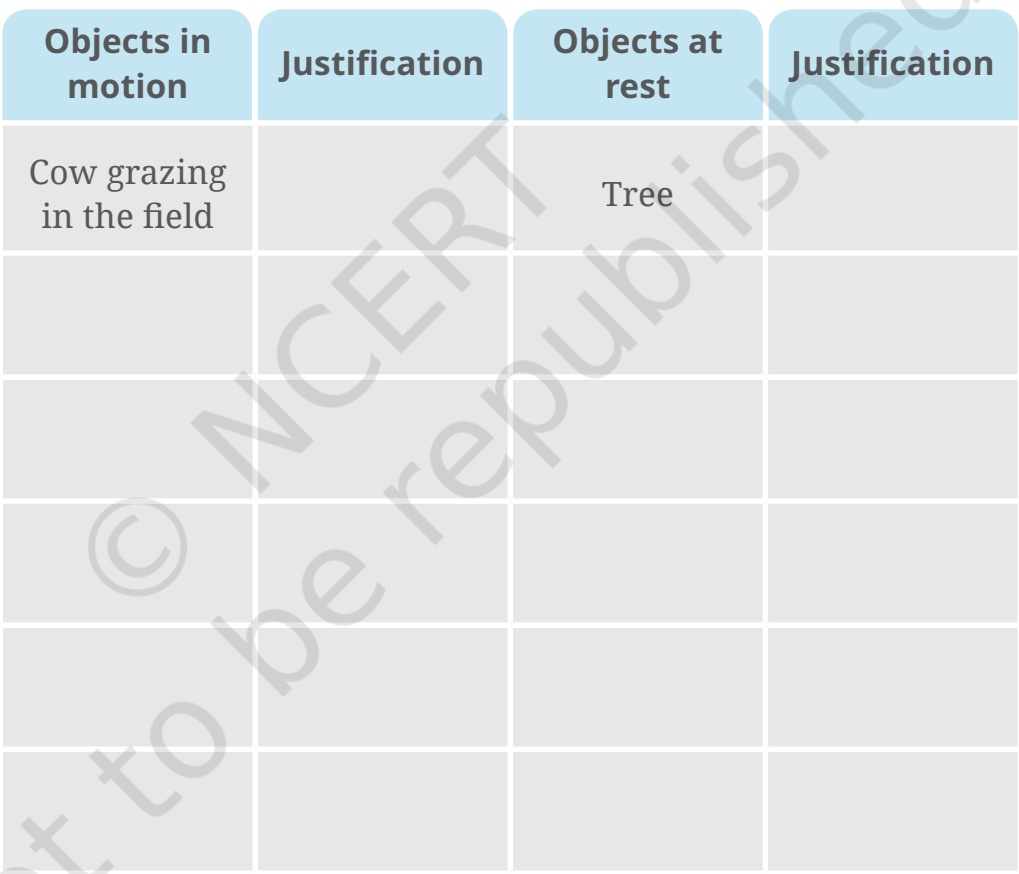 Objects in
motion
Justification
Objects at
rest
Justification
Cow grazing
in the field
Tree
© NCERT
not to be republished